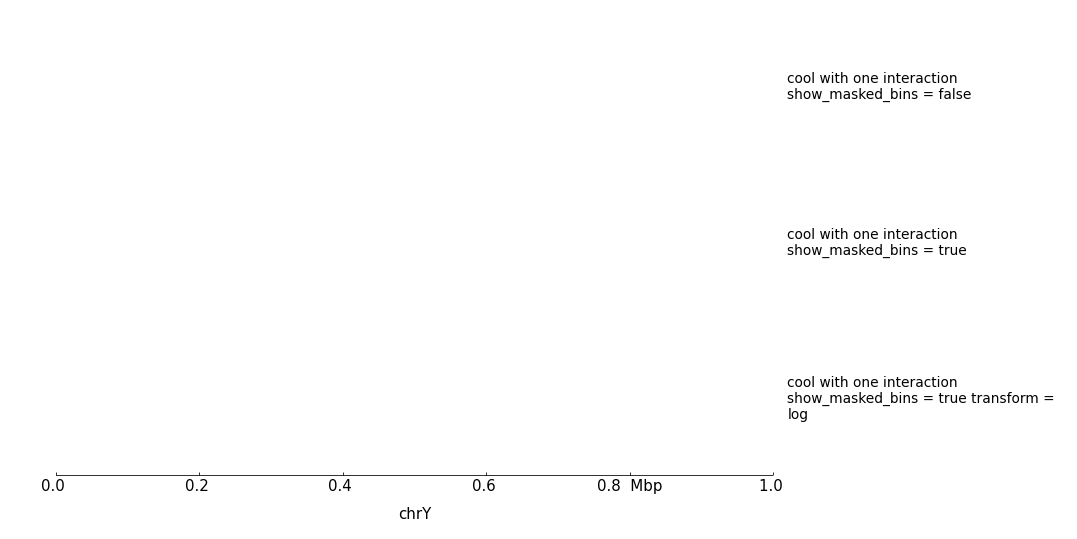 cool with one interaction
show_masked_bins = false
cool with one interaction
show_masked_bins = true
cool with one interaction
show_masked_bins = true transform =
log
0.0 0.2 0.4 0.6 0.8 Mbp 1.0
chrY